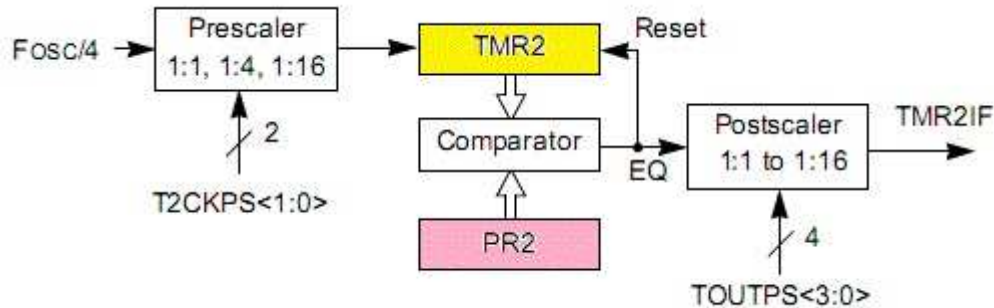 Fosc/4
Prescaler
1:1, 1:4, 1:16
2
T2CKPS<1:0>
TMR2
Reset
Comparator
EQ
PR2
Postscaler
1:1 to 1:16
TMR2IF
4
TOUTPS<3:0>